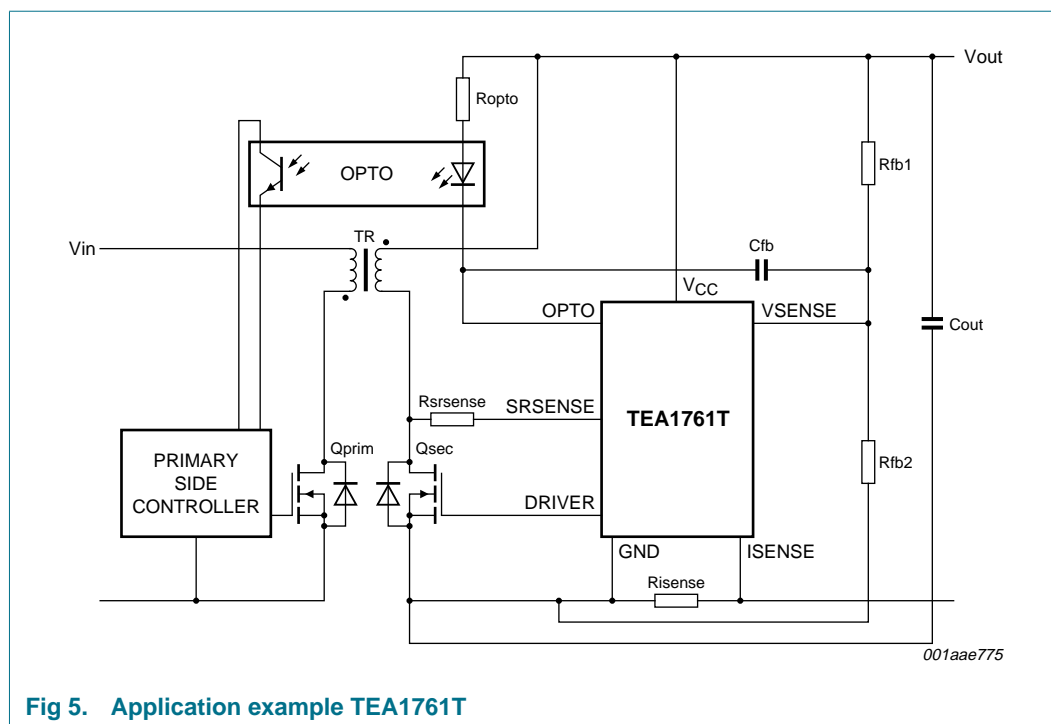 Vout
Ropto
OPTO
Rfb1
Vin
TR
Cfb
VCC
OPTO
VSENSE
Cout
Rsrsense
SRSENSE
TEA1761T
PRIMARY
SIDE
CONTROLLER
Qprim
Qsec
Rfb2
DRIVER
GND
ISENSE
Risense
001aae775
Fig 5. Application example TEA1761T